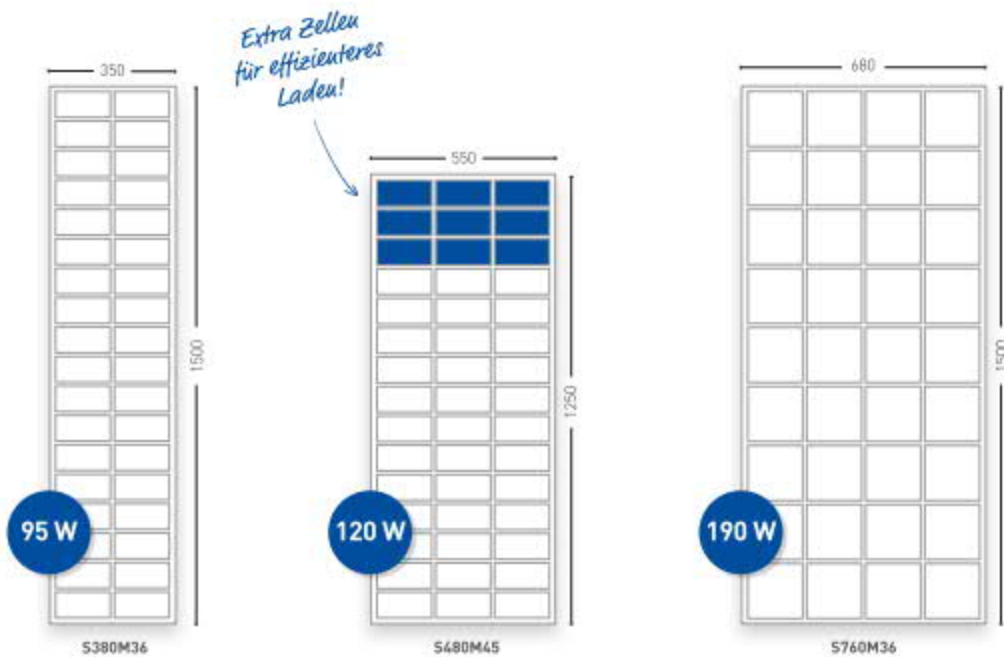 Extra Zellen
für effizienteres
Laden!
350
1500
95 W
S380M36
550
1250
120 W
S480M45
680
1500
190 W
S760M36